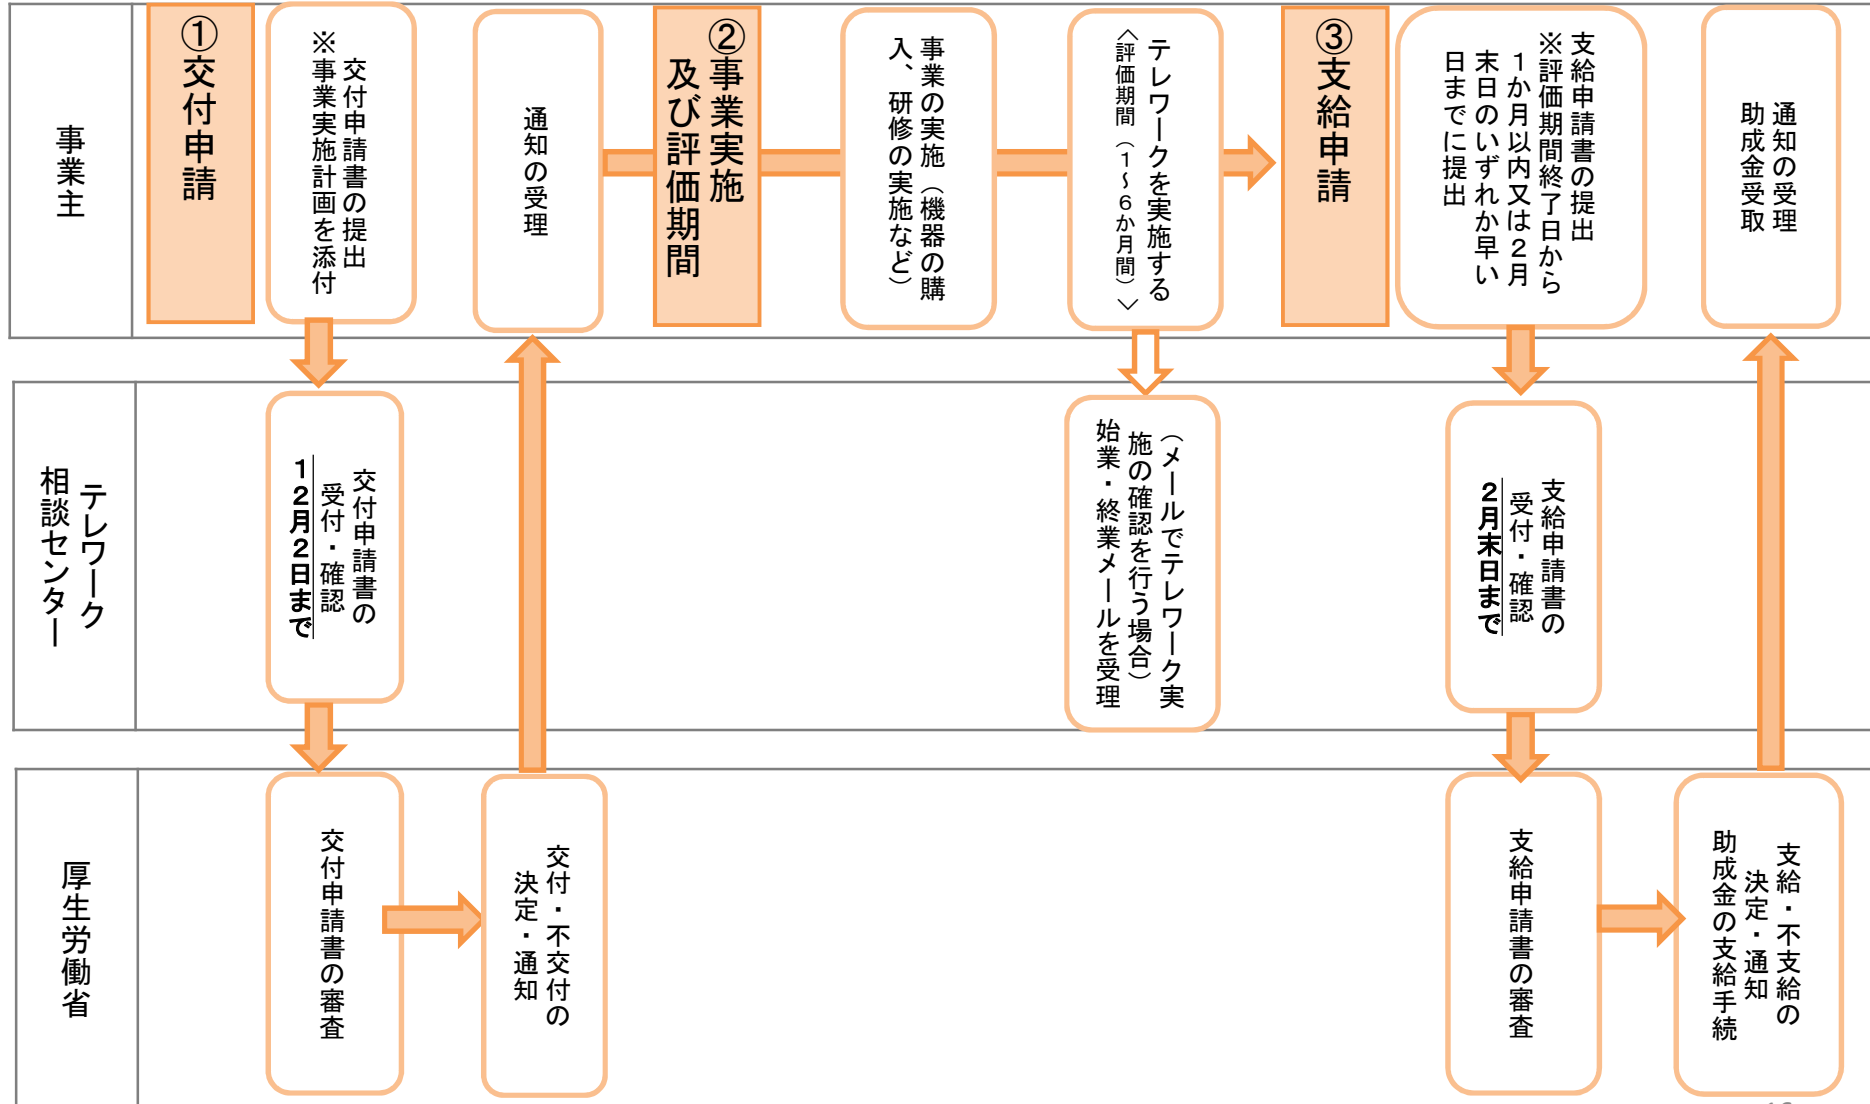 事業主
①交付申請
交付申請書の提出
※事業実施計画を添付
通知の受理
②事業実施
及び評価期間
事業の実施（機器の購
入、研修の実施など）
テレワークを実施する
〈評価期間（1～6か月間）〉
③支給申請
支給申請書の提出
※評価期間終了日から
1か月以内又は2月
末日のいずれか早い
日までに提出
通知の受理
助成金受取
テレワーク
相談センター
交付申請書の
受付・確認
12月2日まで
（メールでテレワーク実
施の確認を行う場合）
始業・終業メールを受理
支給申請書の
受付・確認
2月末日まで
厚生労働省
交付申請書の審査
交付・不交付の
決定・通知
支給申請書の審査
支給・不支給の
決定・通知
助成金の支給手続